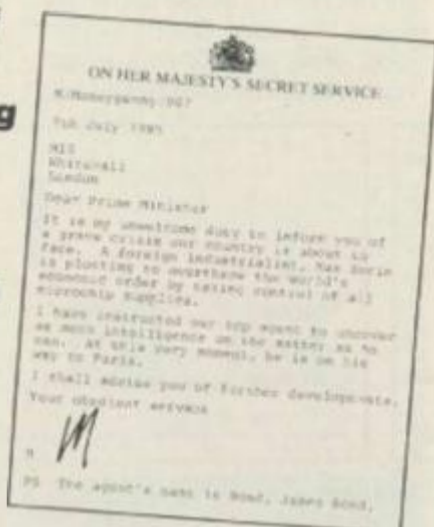 g
ON HER MAJESTY'S SECRET SERVICE
M/Moneypenny/007
7th July 1985
MI5
Whitehall
London
Dear Prime Minister
It is my unwelcome duty to inform you of
a grave crisis our country is about to
face. A foreign industrialist, Max Zorin
is plotting to overthrow the world's
economic order by taking control of all
microchip supplies.
I have instructed our top agent to uncover
as much intelligence on the matter as he
can. At this very moment, he is on his
way to Paris.
I shall advise you of further developments.
Your obedient servant
M
M
PS The agent's name is Bond, James Bond.